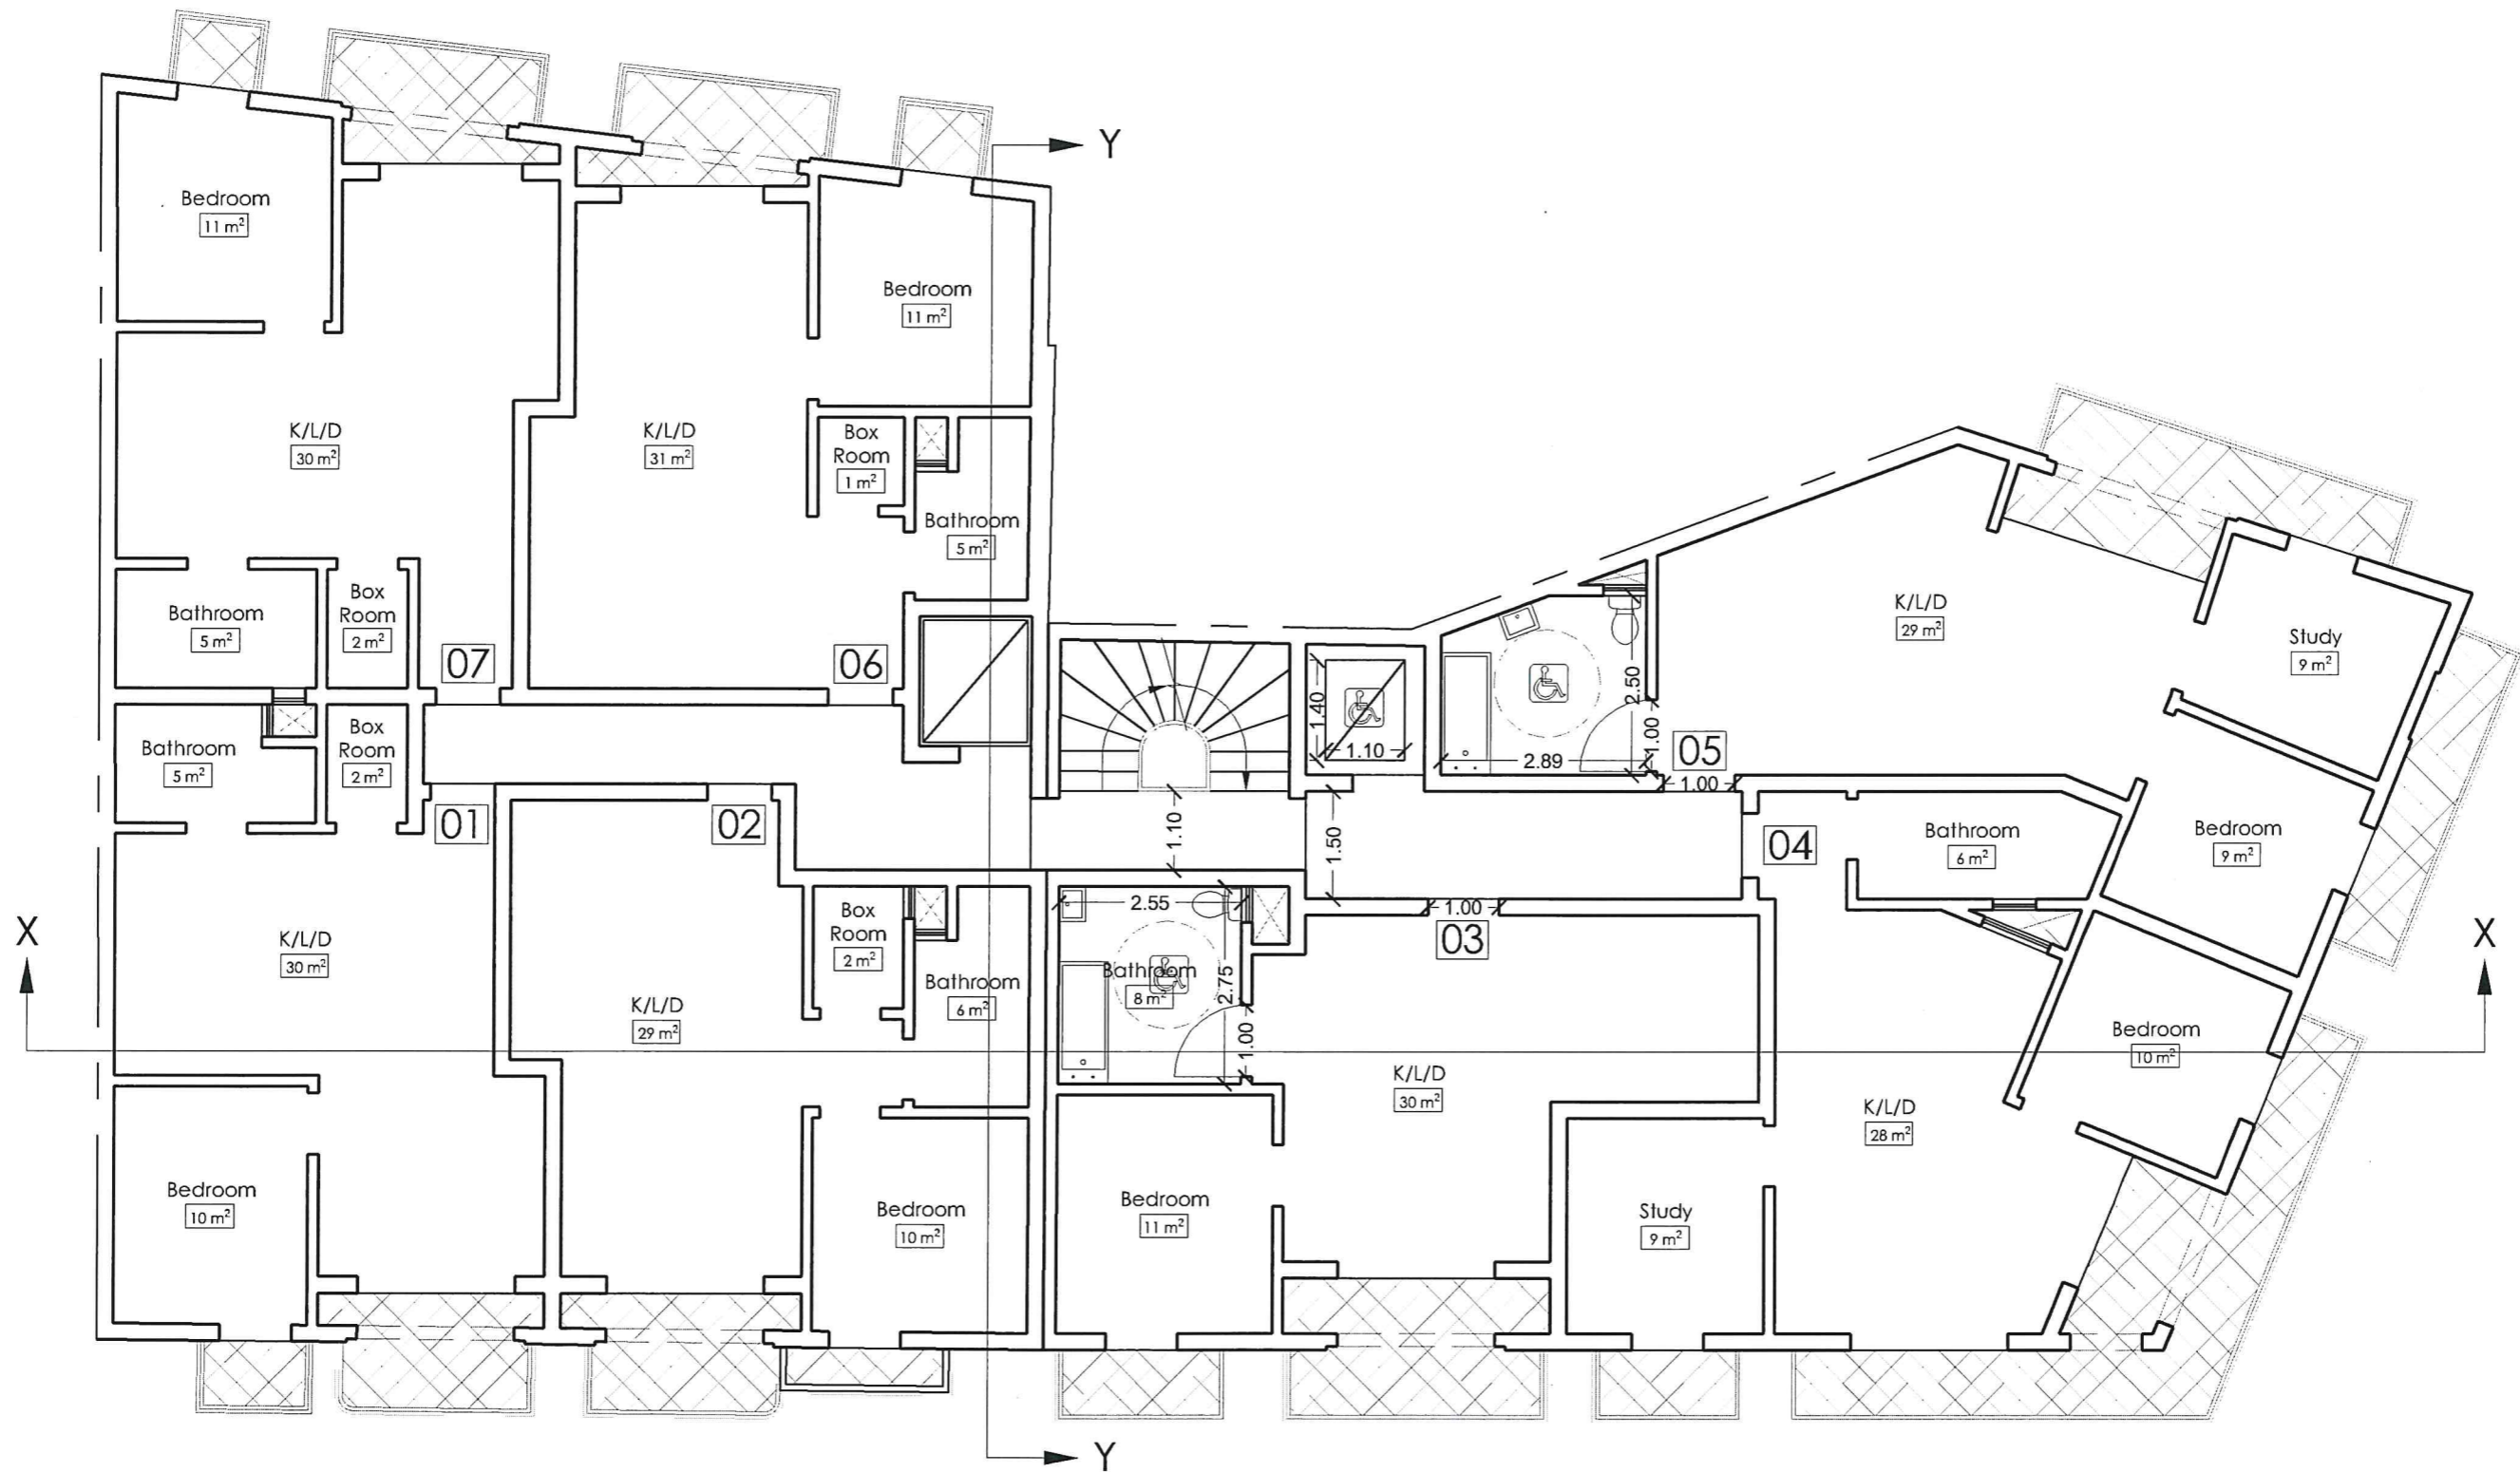 Y
Bedroom
11 m²
Bedroom
11 m²
K/L/D
30 m²
K/L/D
31 m²
Box
Room
1 m²
Bathroom
5 m²
Bathroom
5 m²
Box
Room
2 m²
07
06
K/L/D
29 m²
Study
9 m²
2.50
1.40
1.10
2.89
1.00
05
1.00
Bathroom
5 m²
Box
Room
2 m²
01
02
1.10
1.50
04
Bathroom
6 m²
Bedroom
9 m²
X
K/L/D
30 m²
K/L/D
29 m²
Box
Room
2 m²
Bathroom
6 m²
2.55
Bathroom
8 m²
2.75
1.00
1.00
03
K/L/D
30 m²
X
Bedroom
10 m²
K/L/D
28 m²
Bedroom
10 m²
Bedroom
10 m²
Bedroom
11 m²
Study
9 m²
Y